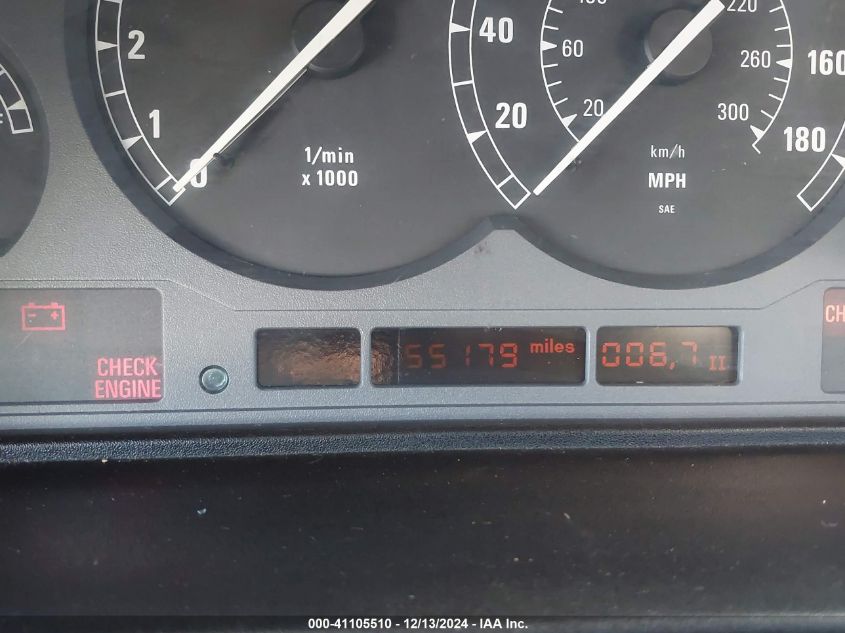 2
1
0
1/min
x 1000
40
20
60
20
220
260
300
160
180
km/h
MPH
SAE
- +
CHECK
ENGINE
55179 miles
006,7 II
CH
000-41105510 - 12/13/2024 - IAA Inc.